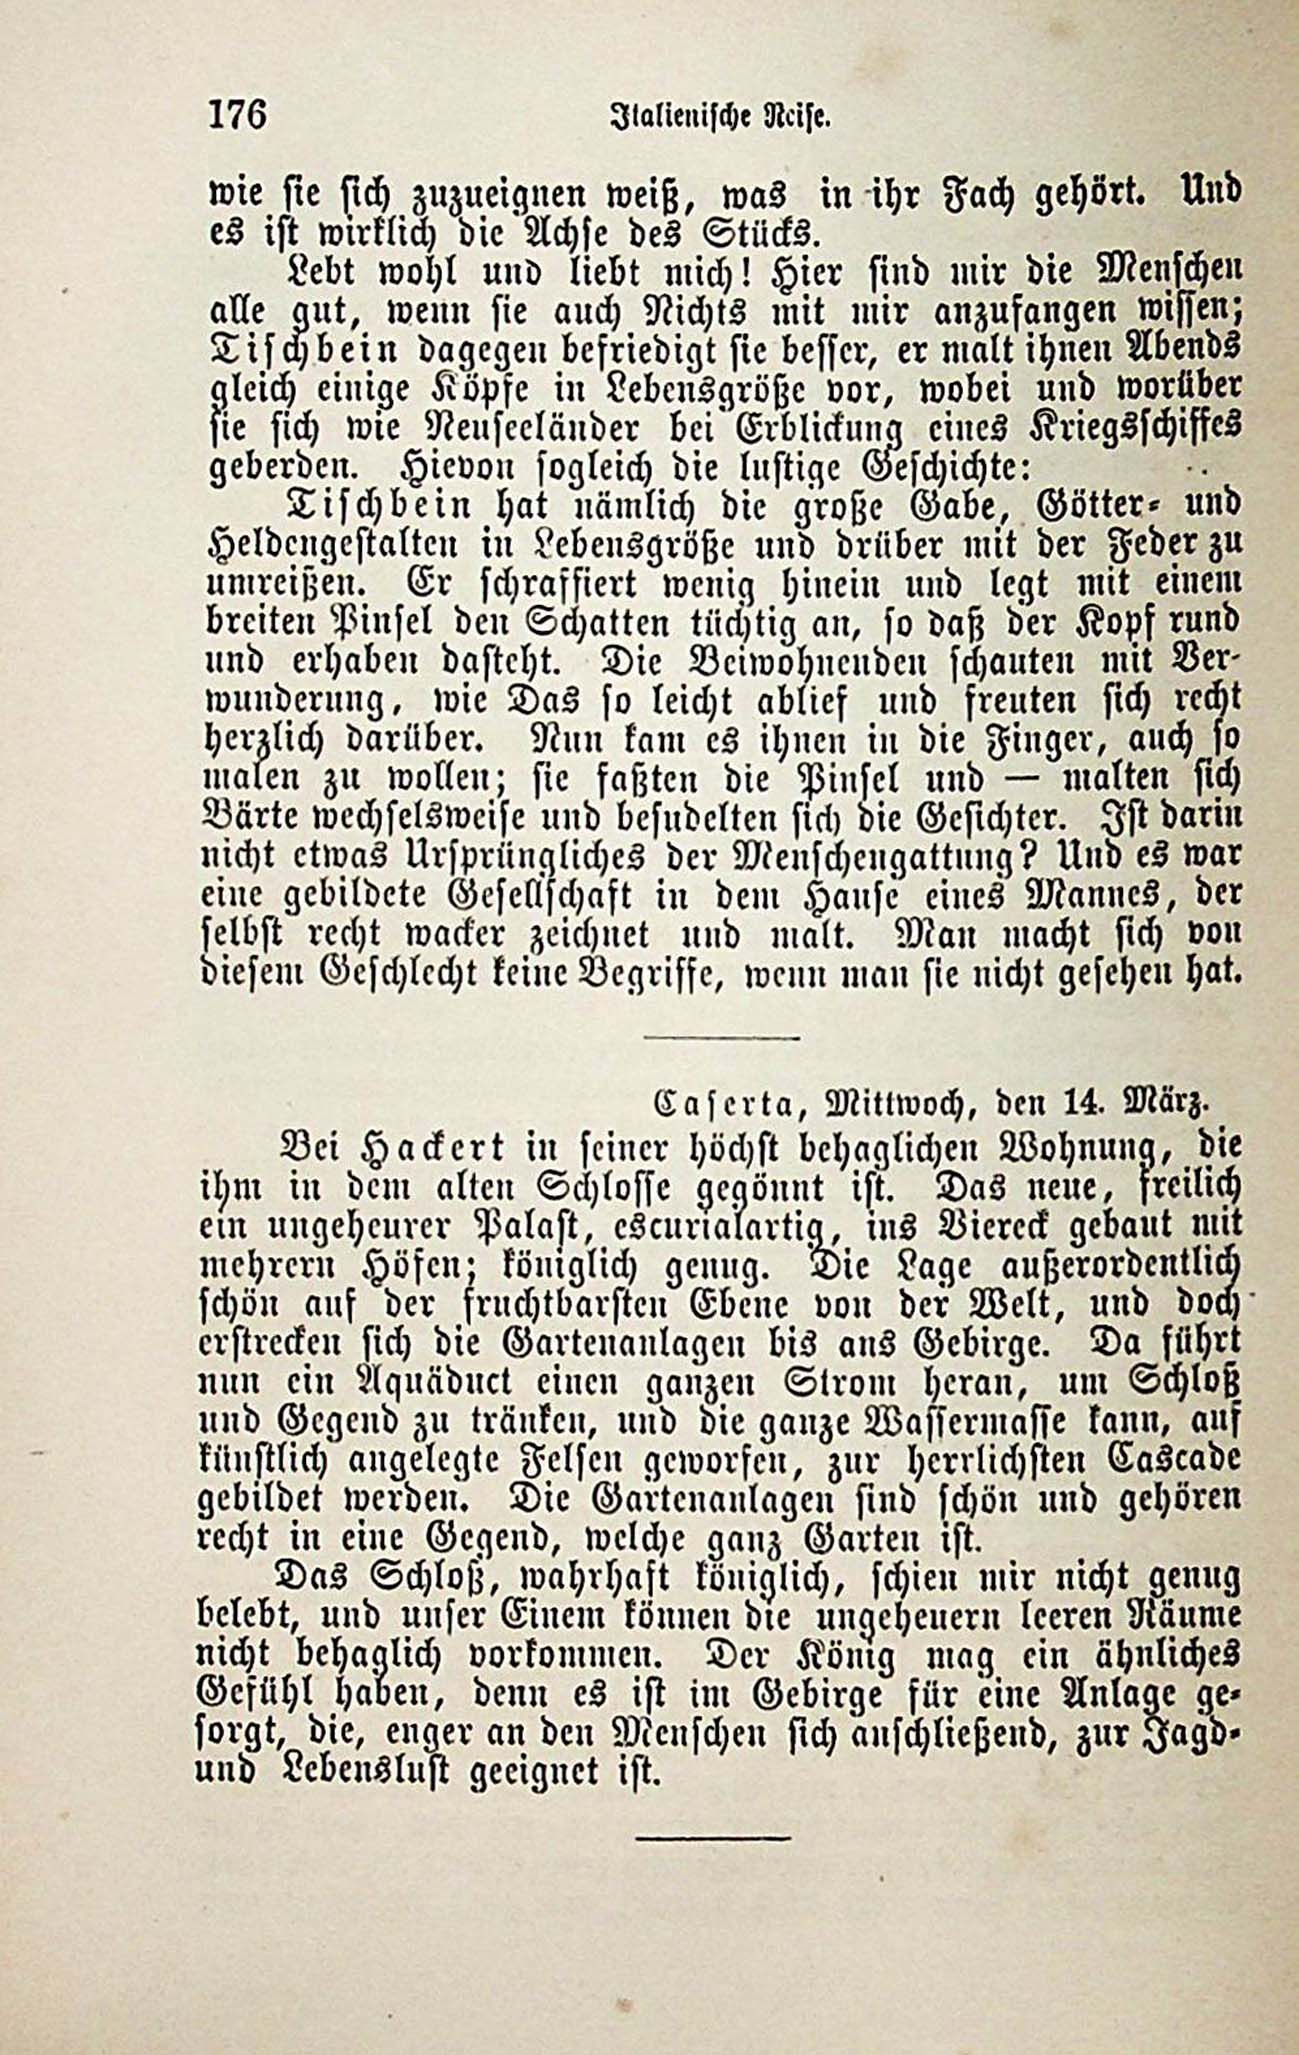 176 Italienische Reise.
wie sie sich zuzueignen weiß, was in ihr Fach gehört. Und
es ist wirklich die Achse des Stücks.
Lebt wohl und liebt mich! Hier sind mir die Menschen
alle gut, wenn sie auch Nichts mit mir anzufangen wissen;
Tischbein dagegen befriedigt sie besser, er malt ihnen Abends
gleich einige Köpfe in Lebensgröße vor, wobei und worüber
sie sich wie Neuseeländer bei Erblickung eines Kriegsschiffes
geberden. Hievon sogleich die lustige Geschichte:
Tischbein hat nämlich die große Gabe, Götter- und
Heldengestalten in Lebensgröße und drüber mit der Feder zu
umreißen. Er schraffiert wenig hinein und legt mit einem
breiten Pinsel den Schatten tüchtig an, so daß der Kopf rund
und erhaben dasteht. Die Beiwohnenden schauten mit Ver-
wunderung, wie Das so leicht ablief und freuten sich recht
herzlich darüber. Nun kam es ihnen in die Finger, auch so
malen zu wollen; sie faßten die Pinsel und — malten sich
Bärte wechselsweise und besudelten sich die Gesichter. Ist darin
nicht etwas Ursprüngliches der Menschengattung? Und es war
eine gebildete Gesellschaft in dem Hause eines Mannes, der
selbst recht wacker zeichnet und malt. Man macht sich von
diesem Geschlecht keine Begriffe, wenn man sie nicht gesehen hat.
Caserta, Mittwoch, den 14. März.
Bei Hackert in seiner höchst behaglichen Wohnung, die
ihm in dem alten Schlosse gegönnt ist. Das neue, freilich
ein ungeheurer Palast, escurialartig, ins Viereck gebaut mit
mehrern Höfen; königlich genug. Die Lage außerordentlich
schön auf der fruchtbarsten Ebene von der Welt, und doch
erstrecken sich die Gartenanlagen bis ans Gebirge. Da führt
nun ein Aquäduct einen ganzen Strom heran, um Schloß
und Gegend zu tränken, und die ganze Wassermasse kann, auf
künstlich angelegte Felsen geworfen, zur herrlichsten Cascade
gebildet werden. Die Gartenanlagen sind schön und gehören
recht in eine Gegend, welche ganz Garten ist.
Das Schloß, wahrhaft königlich, schien mir nicht genug
belebt, und unser Einem können die ungeheuern leeren Räume
nicht behaglich vorkommen. Der König mag ein ähnliches
Gefühl haben, denn es ist im Gebirge für eine Anlage ge-
sorgt, die, enger an den Menschen sich anschließend, zur Jagd-
und Lebenslust geeignet ist.